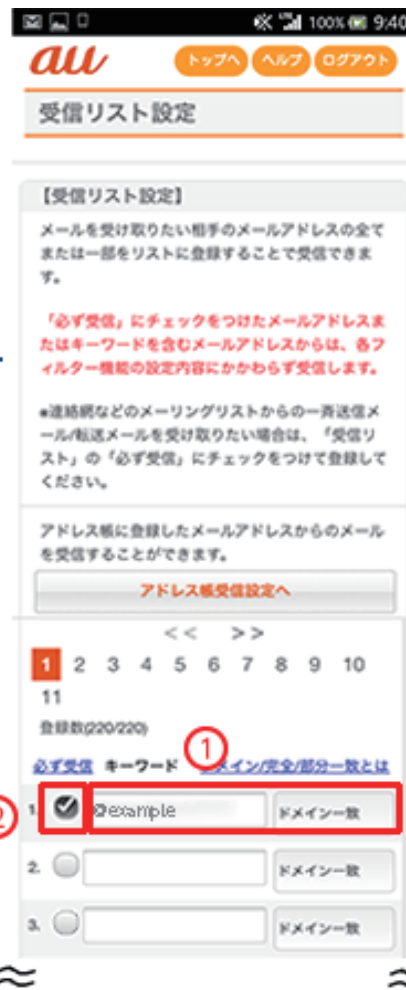 100% 9:40
au トップへ ヘルプ ログアウト
受信リスト設定
【受信リスト設定】
メールを受け取りたい相手のメールアドレスの全て
または一部をリストに登録することで受信できま
す。
「必ず受信」にチェックをつけたメールアドレスま
たはキーワードを含むメールアドレスからは、各フ
ィルター機能の設定内容にかかわらず受信します。
●連絡網などのメーリングリストからの一斉送信メ
ール/転送メールを受け取りたい場合は、「受信リ
スト」の「必ず受信」にチェックをつけて登録して
ください。
アドレス帳に登録したメールアドレスからのメール
を受信することができます。
アドレス帳受信設定へ
<< >>
1 2 3 4 5 6 7 8 9 10
11
登録数(220/220)
①
必ず受信 キーワード ドメイン/完全/部分一致とは
② 1. @example ドメイン一致
2. ドメイン一致
3. ドメイン一致